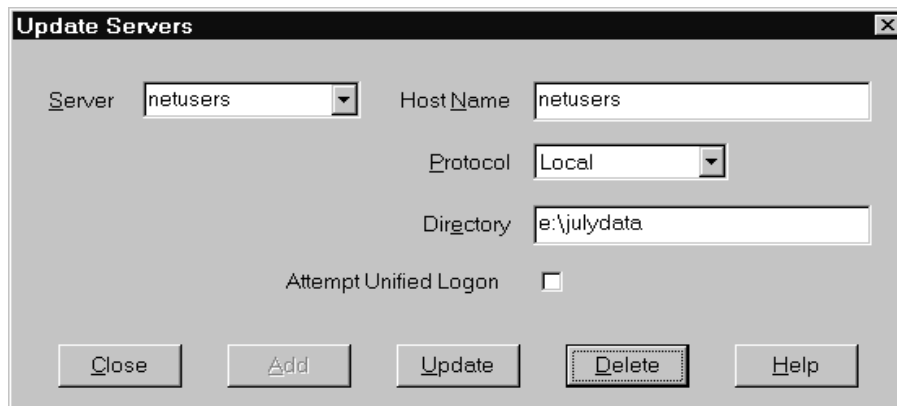 Update Servers
Server netusers Host Name netusers
Protocol Local
Directory e:\julydata
Attempt Unified Logon
Close Add Update Delete Help